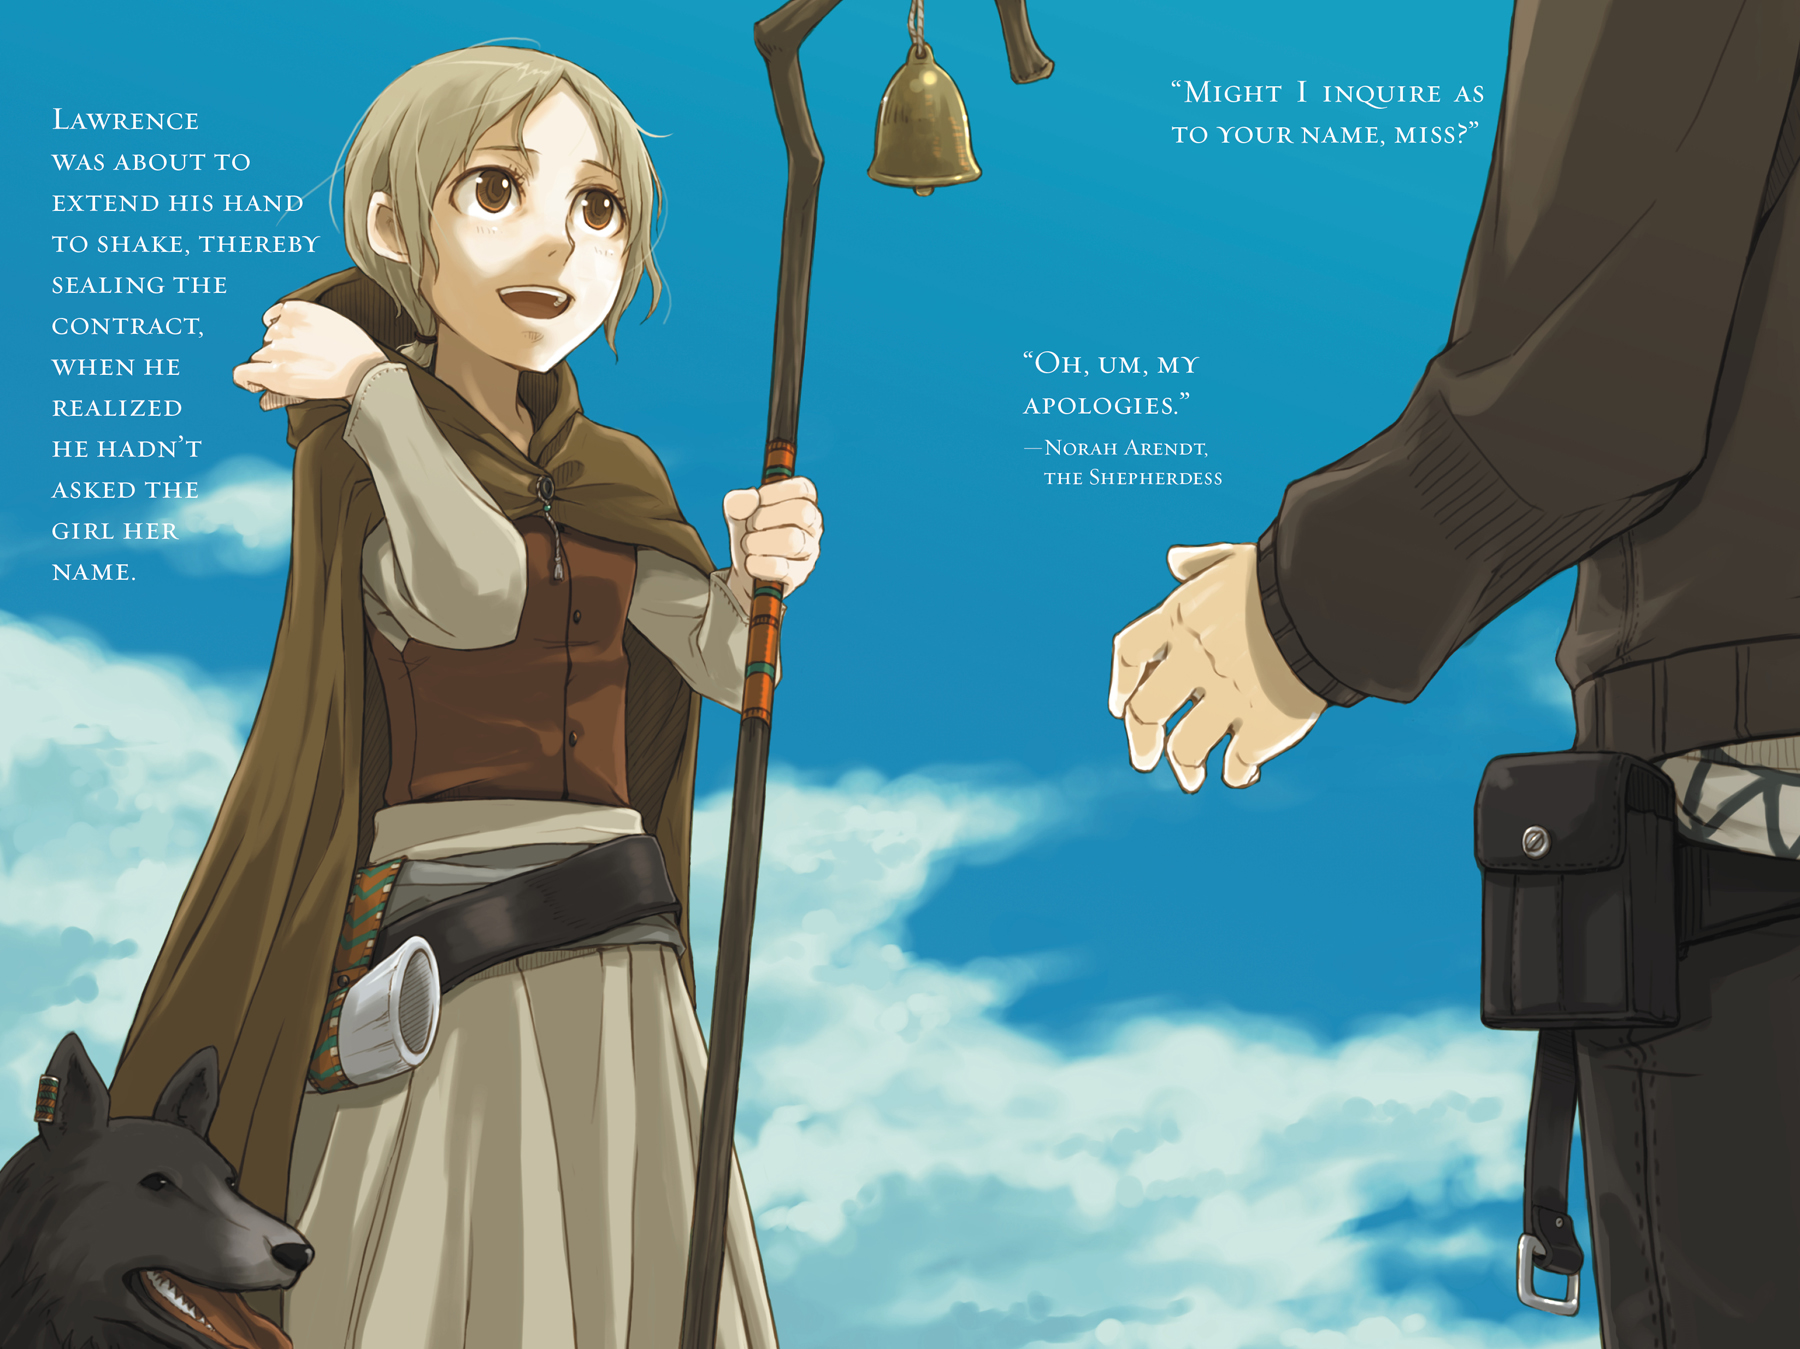 Lawrence
was about to
extend his hand
to shake, thereby
sealing the
contract,
when he
realized
he hadn’t
asked the
girl her
name.
“Might I inquire as
to your name, miss?”
“Oh, um, my
apologies.”
—Norah Arendt,
the Shepherdess